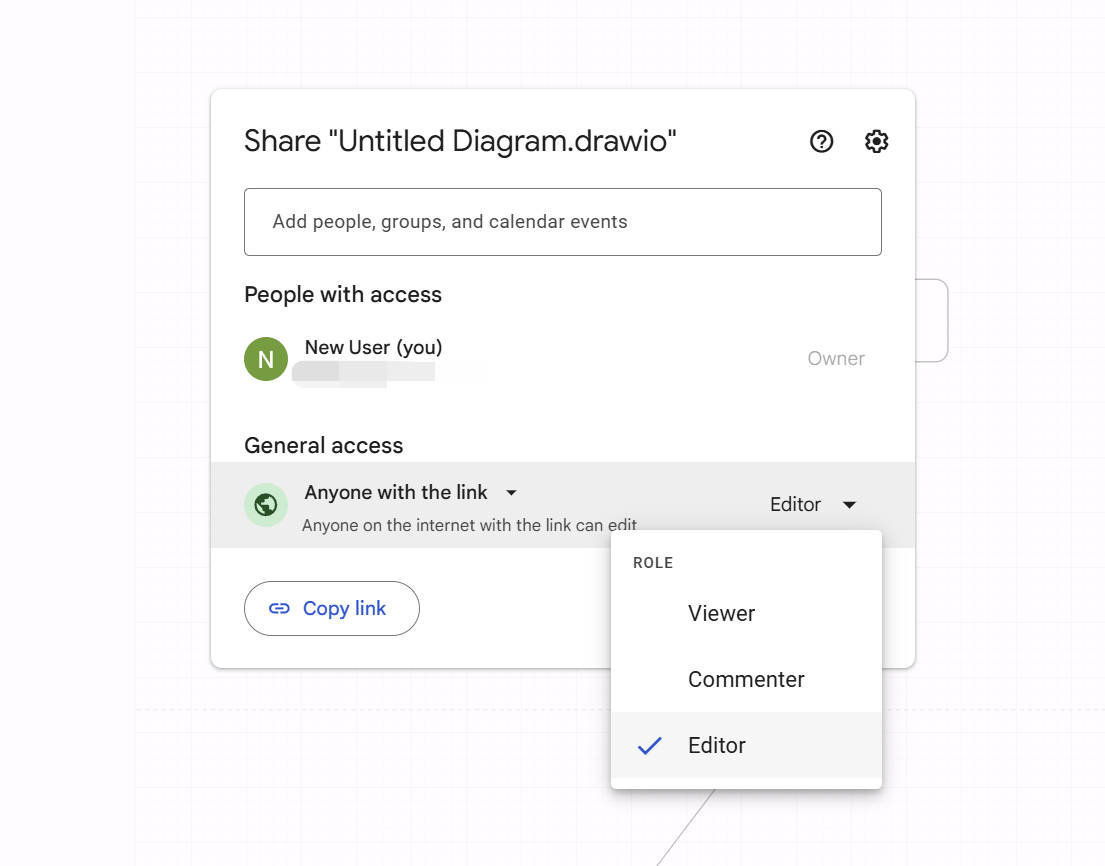 Share "Untitled Diagram.drawio"
Add people, groups, and calendar events
People with access
N
New User (you)
Owner
General access
Anyone with the link
Editor
Anyone on the internet with the link can edit
Copy link
ROLE
Viewer
Commenter
Editor